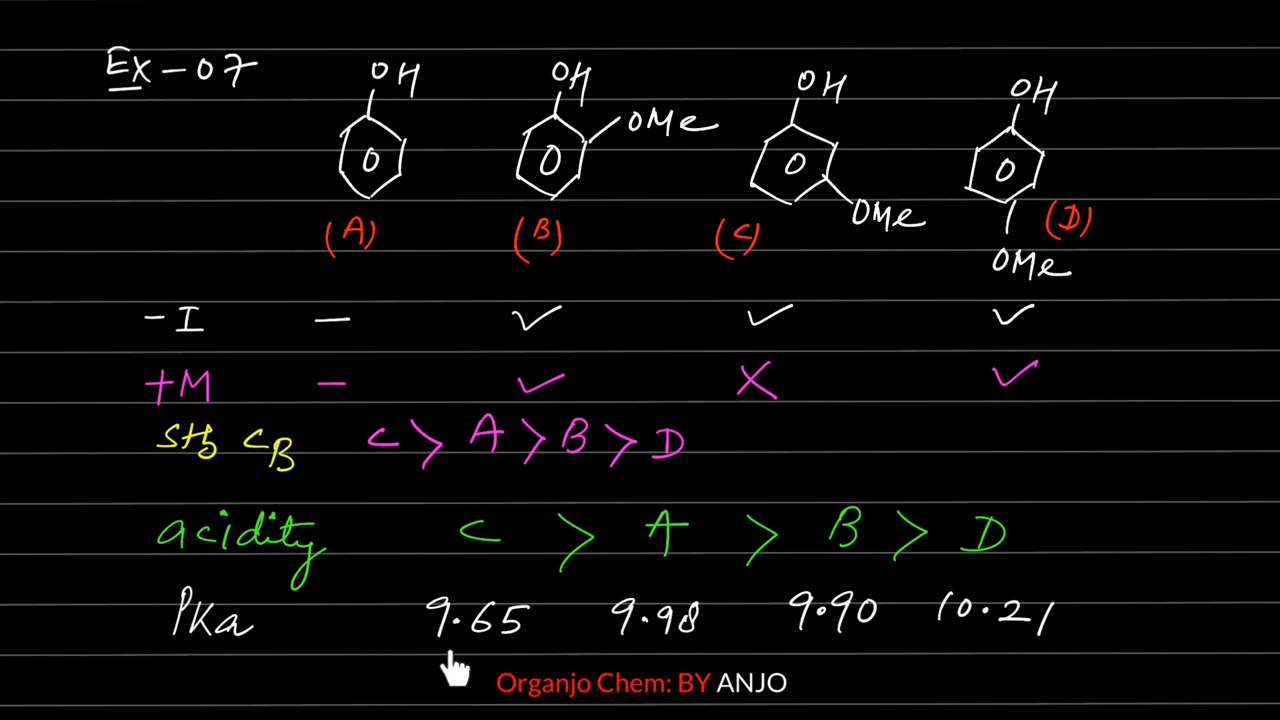 Ex - 07
OH OH OH OH
OMe OMe OMe
(A) (B) (C) (D)
-I — ✓ ✓ ✓
+M — ✓ X ✓
Stb CB C > A > B > D
acidity C > A > B > D
PKa 9.65 9.98 9.90 10.21
Organjo Chem: BY ANJO